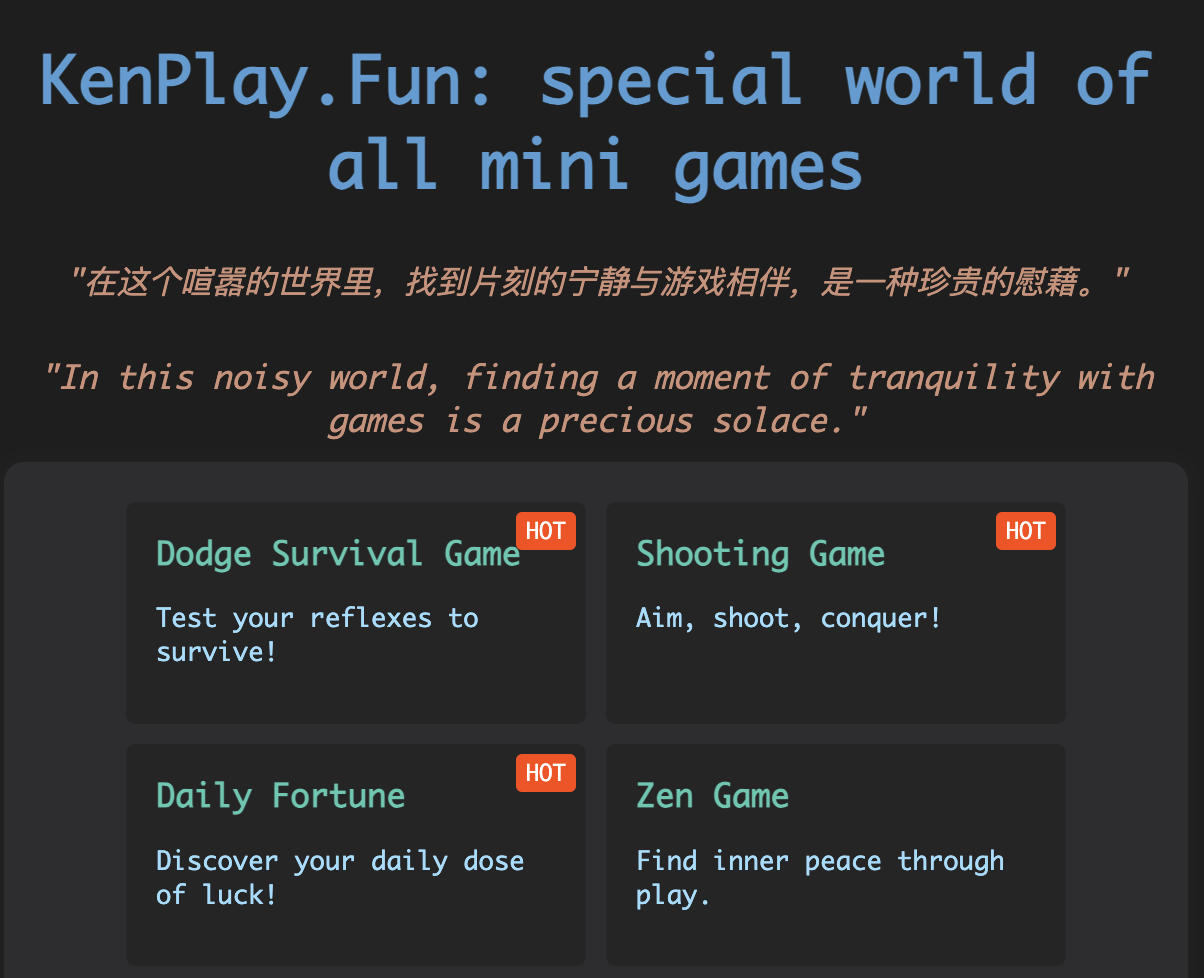 KenPlay.Fun: special world of
all mini games
"在这个喧嚣的世界里，找到片刻的宁静与游戏相伴，是一种珍贵的慰藉。"
"In this noisy world, finding a moment of tranquility with
games is a precious solace."
HOT
Dodge Survival Game
Test your reflexes to
survive!
HOT
Shooting Game
Aim, shoot, conquer!
HOT
Daily Fortune
Discover your daily dose
of luck!
Zen Game
Find inner peace through
play.